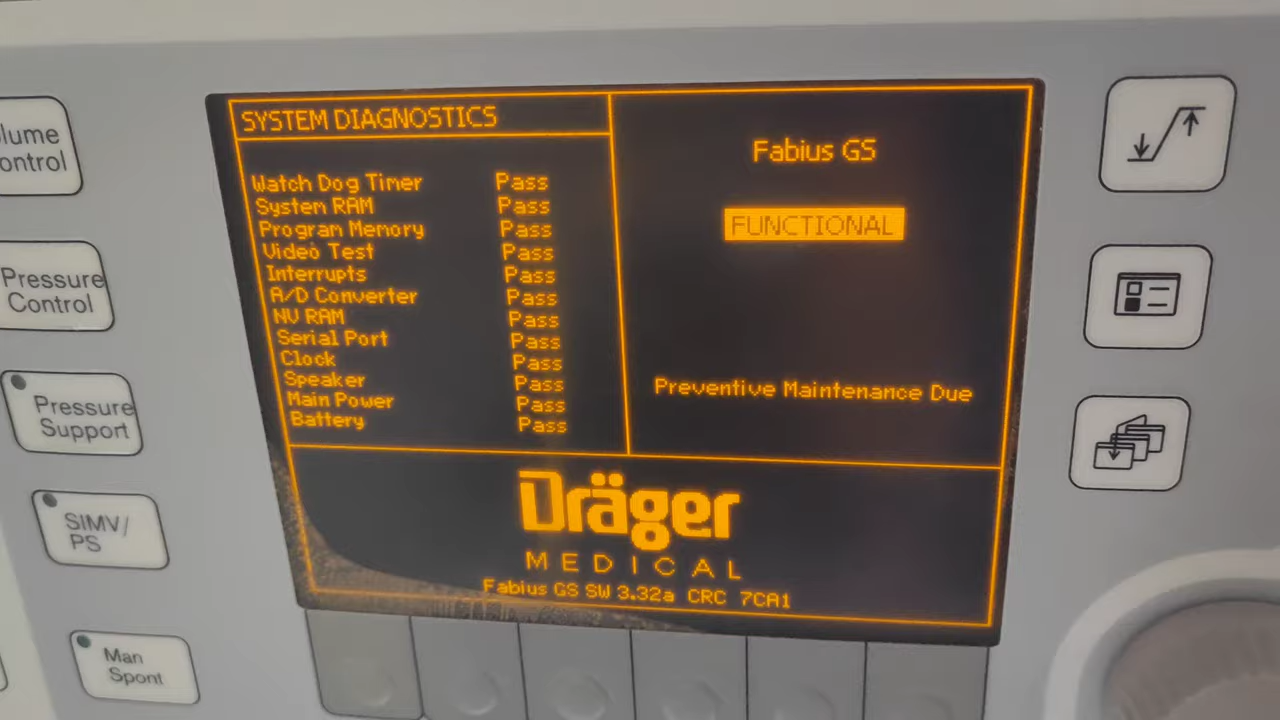 SYSTEM DIAGNOSTICS
Watch Dog Timer Pass
System RAM Pass
Program Memory Pass
Video Test Pass
Interrupts Pass
A/D Converter Pass
NV RAM Pass
Serial Port Pass
Clock Pass
Speaker Pass
Main Power Pass
Battery Pass
Fabius GS
FUNCTIONAL
Preventive Maintenance Due
Dräger
MEDICAL
Fabius GS SW 3.32a CRC 7CA1
lume
ontrol
Pressure
Control
Pressure
Support
SIMV/
PS
Man
Spont